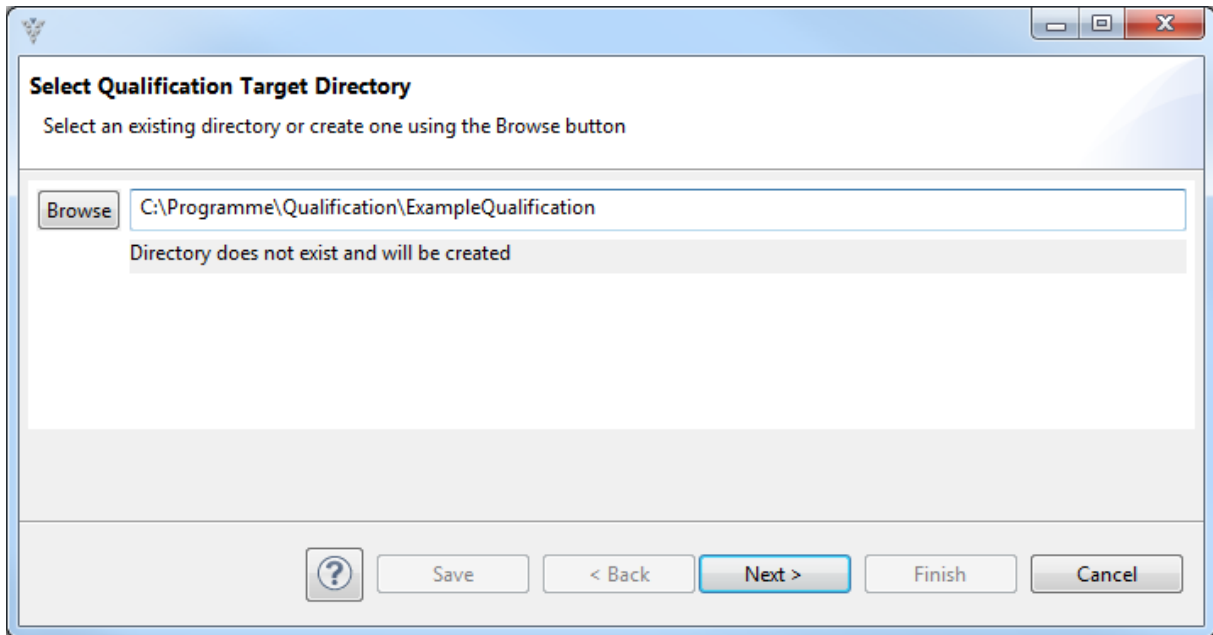 Select Qualification Target Directory
Select an existing directory or create one using the Browse button
Browse C:\Programme\Qualification\ExampleQualification
Directory does not exist and will be created
? Save < Back Next > Finish Cancel